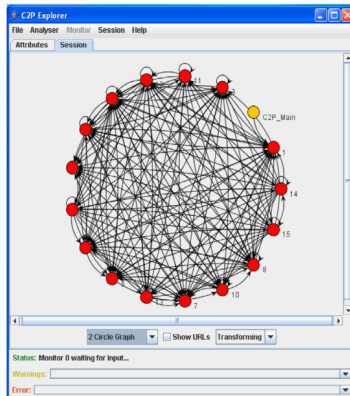 C2P Explorer
File Analyser Monitor Session Help
Attributes Session
11
3
C2P_Main
1
14
15
8
10
7
2 Circle Graph Show URLs Transforming
Status: Monitor 0 waiting for input...
Warnings:
Error: